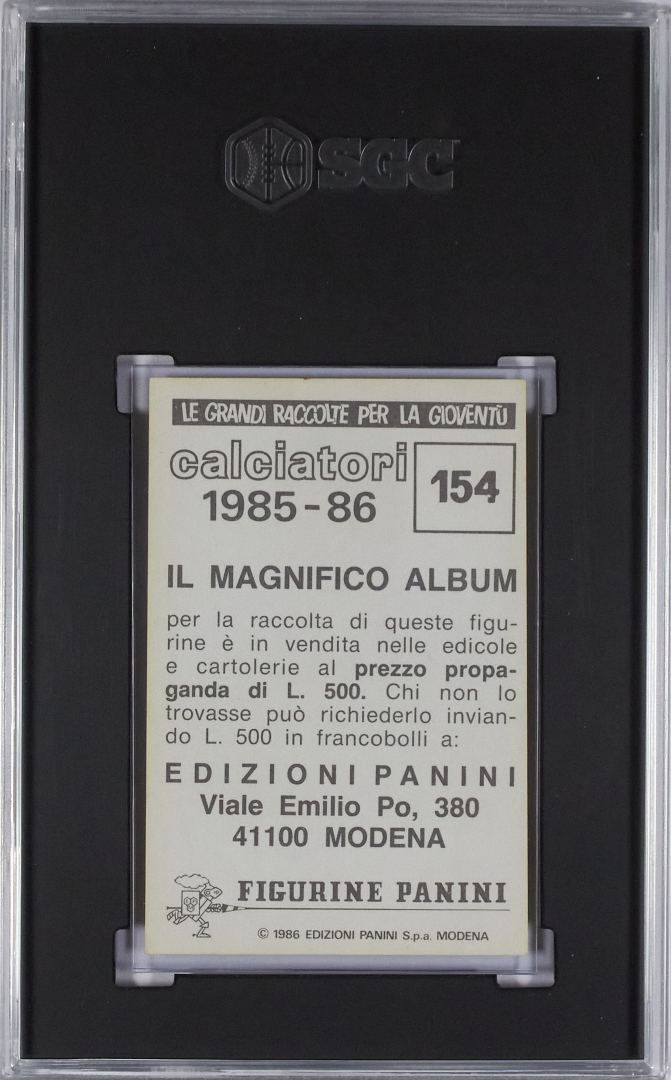 SGC
LE GRANDI RACCOLTE PER LA GIOVENTÙ
calciatori
1985-86
154
IL MAGNIFICO ALBUM
per la raccolta di queste figu-
rine è in vendita nelle edicole
e cartolerie al prezzo propa-
ganda di L. 500. Chi non lo
trovasse può richiederlo invian-
do L. 500 in francobolli a:
EDIZIONI PANINI
Viale Emilio Po, 380
41100 MODENA
FIGURINE PANINI
© 1986 EDIZIONI PANINI S.p.a. MODENA